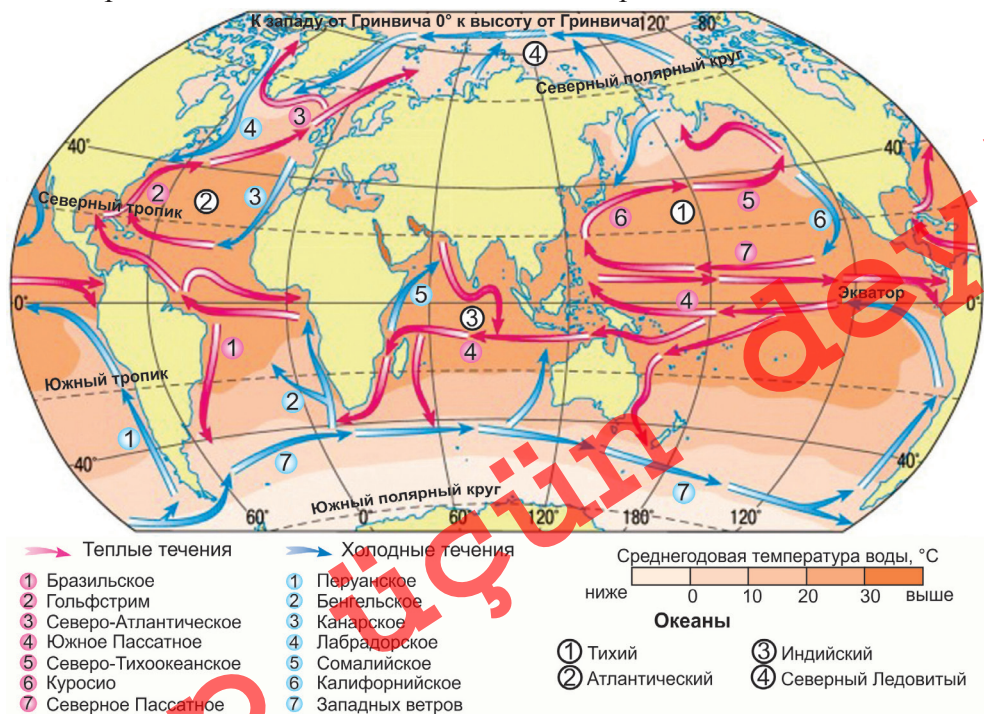 К западу от Гринвича 0° к высоту от Гринвича 120° 80°
4
Северный полярный круг
3
4
40°
40°
2
2
3
Северный тропик
6
1
5
6
7
5
Экватор
0°
3
4
0°
4
1
Южный тропик
2
1
40°
7
40°
7
Южный полярный круг
60° 0° 60° 120° 180° 120°
üçün
dey
Теплые течения
1 Бразильское
2 Гольфстрим
3 Северо-Атлантическое
4 Южное Пассатное
5 Северо-Тихоокеанское
6 Куросио
7 Северное Пассатное
Холодные течения
1 Перуанское
2 Бенгельское
3 Канарское
4 Лабрадорское
5 Сомалийское
6 Калифорнийское
7 Западных ветров
Среднегодовая температура воды, °C
ниже 0 10 20 30 выше
Океаны
1 Тихий
2 Атлантический
3 Индийский
4 Северный Ледовитый